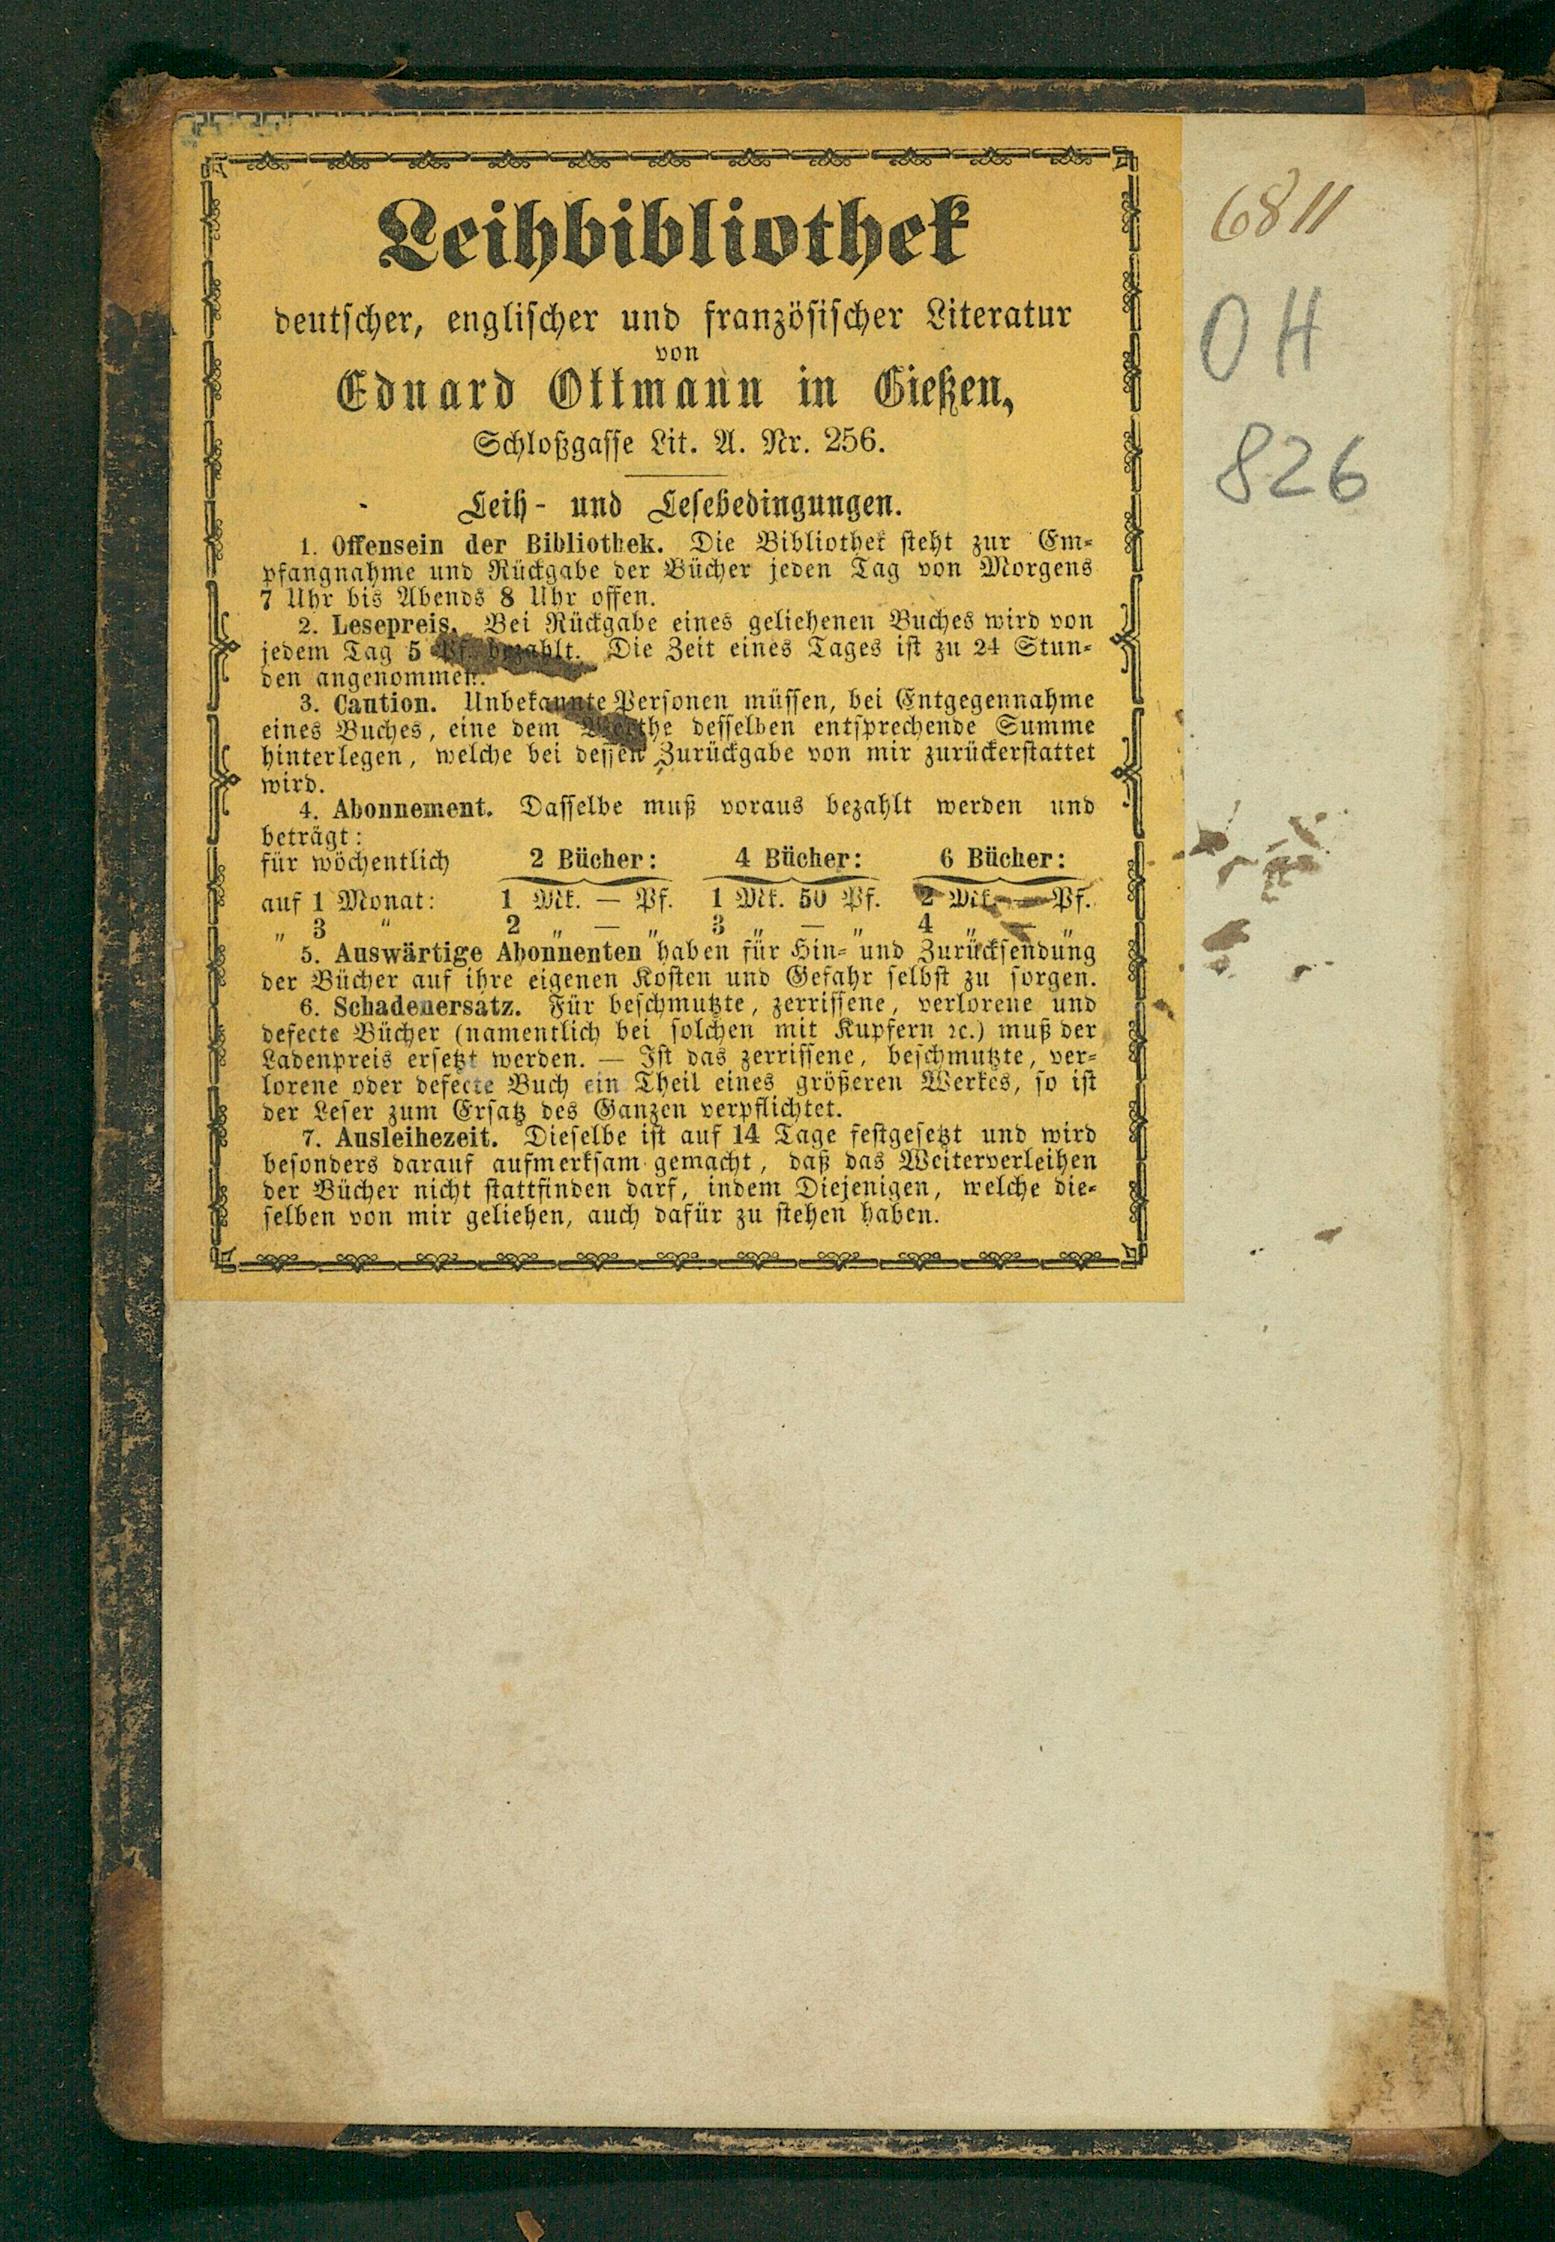 Leihbibliothek
deutscher, englischer und französischer Literatur
von
Eduard Ottmann in Gießen,
Schloßgasse Lit. A. Nr. 256.
Leih- und Lesebedingungen.
1. Offensein der Bibliothek. Die Bibliothek steht zur Em-
pfangnahme und Rückgabe der Bücher jeden Tag von Morgens
7 Uhr bis Abends 8 Uhr offen.
2. Lesepreis. Bei Rückgabe eines geliehenen Buches wird von
jedem Tag 5 Pf. bezahlt. Die Zeit eines Tages ist zu 24 Stun-
den angenommen.
3. Caution. Unbekannte Personen müssen, bei Entgegennahme
eines Buches, eine dem Werthe desselben entsprechende Summe
hinterlegen, welche bei dessen Zurückgabe von mir zurückerstattet
wird.
4. Abonnement. Dasselbe muß voraus bezahlt werden und
beträgt:
für wöchentlich 2 Bücher: 4 Bücher: 6 Bücher:
auf 1 Monat: 1 Mk. — Pf. 1 Mk. 50 Pf. 2 Mk. — Pf.
„ 3 „ 2 „ — „ 3 „ — „ 4 „ — „
5. Auswärtige Abonnenten haben für Hin- und Zurücksendung
der Bücher auf ihre eigenen Kosten und Gefahr selbst zu sorgen.
6. Schadenersatz. Für beschmutzte, zerrissene, verlorene und
defecte Bücher (namentlich bei solchen mit Kupfern ꝛc.) muß der
Ladenpreis ersetzt werden. — Ist das zerrissene, beschmutzte, ver-
lorene oder defecte Buch ein Theil eines größeren Werkes, so ist
der Leser zum Ersatz des Ganzen verpflichtet.
7. Ausleihezeit. Dieselbe ist auf 14 Tage festgesetzt und wird
besonders darauf aufmerksam gemacht, daß das Weiterverleihen
der Bücher nicht stattfinden darf, indem Diejenigen, welche die-
selben von mir geliehen, auch dafür zu stehen haben.
6811
OH
826